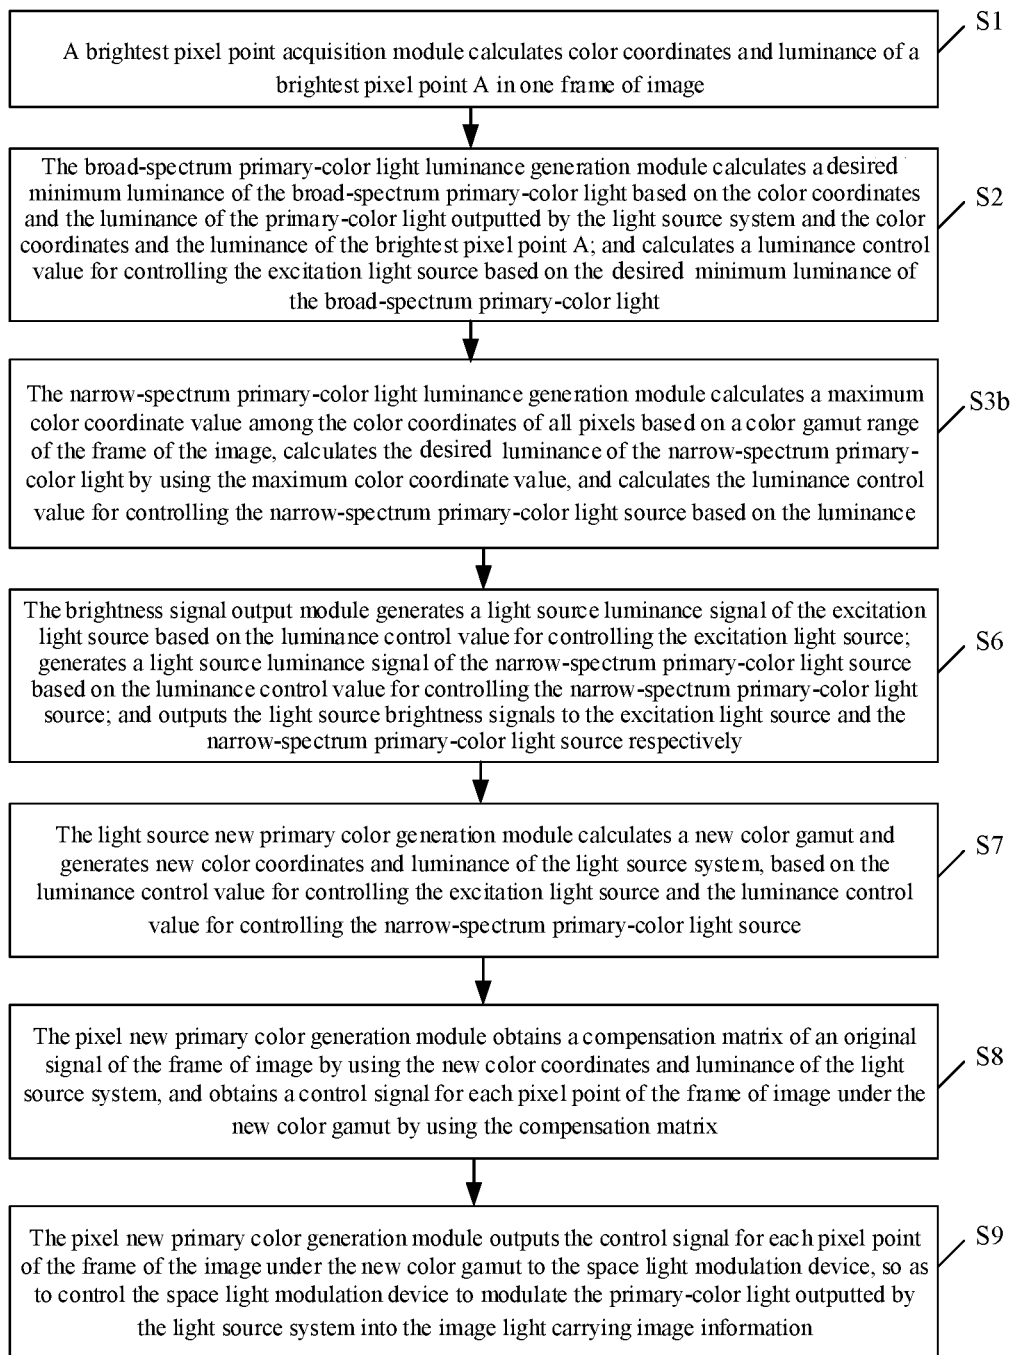 S1
A brightest pixel point acquisition module calculates color coordinates and luminance of a
brightest pixel point A in one frame of image
S2
The broad-spectrum primary-color light luminance generation module calculates a desired
minimum luminance of the broad-spectrum primary-color light based on the color coordinates
and the luminance of the primary-color light outputted by the light source system and the color
coordinates and the luminance of the brightest pixel point A; and calculates a luminance control
value for controlling the excitation light source based on the desired minimum luminance of
the broad-spectrum primary-color light
S3b
The narrow-spectrum primary-color light luminance generation module calculates a maximum
color coordinate value among the color coordinates of all pixels based on a color gamut range
of the frame of the image, calculates the desired luminance of the narrow-spectrum primary-
color light by using the maximum color coordinate value, and calculates the luminance control
value for controlling the narrow-spectrum primary-color light source based on the luminance
S6
The brightness signal output module generates a light source luminance signal of the excitation
light source based on the luminance control value for controlling the excitation light source;
generates a light source luminance signal of the narrow-spectrum primary-color light source
based on the luminance control value for controlling the narrow-spectrum primary-color light
source; and outputs the light source brightness signals to the excitation light source and the
narrow-spectrum primary-color light source respectively
S7
The light source new primary color generation module calculates a new color gamut and
generates new color coordinates and luminance of the light source system, based on the
luminance control value for controlling the excitation light source and the luminance control
value for controlling the narrow-spectrum primary-color light source
S8
The pixel new primary color generation module obtains a compensation matrix of an original
signal of the frame of image by using the new color coordinates and luminance of the light
source system, and obtains a control signal for each pixel point of the frame of image under the
new color gamut by using the compensation matrix
S9
The pixel new primary color generation module outputs the control signal for each pixel point
of the frame of the image under the new color gamut to the space light modulation device, so as
to control the space light modulation device to modulate the primary-color light outputted by
the light source system into the image light carrying image information